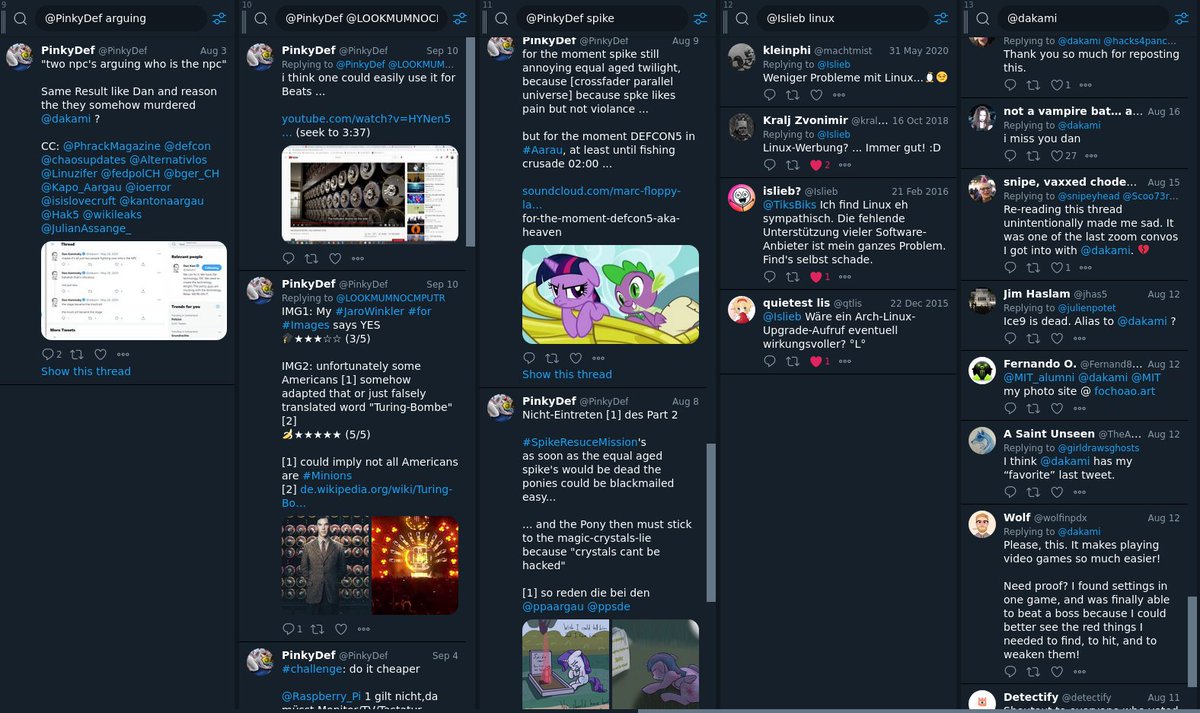 9
@PinkyDef arguing
PinkyDef @PinkyDef Aug 3
"two npc's arguing who is the npc"
Same Result like Dan and reason
the they somehow murdered
@dakami ?
CC: @PhrackMagazine @defcon
@chaosupdates @Alternativlos
@Linuzifer @fedpolCH @bger_CH
@Kapo_Aargau @ioerror
@isislovecruft @kantonaargau
@Hak5 @wikileaks
@JulianAssange_
Thread
Relevant people
Following
Trends for you
More Tweets
2
Show this thread
10
@PinkyDef @LOOKMUMNOCI
PinkyDef @PinkyDef Sep 10
Replying to @PinkyDef @LOOKMUM...
i think one could easily use it for
Beats ...
youtube.com/watch?v=HYNen5
... (seek to 3:37)
PinkyDef @PinkyDef Sep 10
Replying to @LOOKMUMNOCMPUTR
IMG1: My #JaroWinkler #for
#Images says YES
🎓★★★☆☆ (3/5)
IMG2: unfortunately some
Americans [1] somehow
adapted that or just falsely
translated word "Turing-Bombe"
[2]
🍌★★★★★ (5/5)
[1] could imply not all Americans
are #Minions
[2] de.wikipedia.org/wiki/Turing-
Bo...
1
PinkyDef @PinkyDef Sep 4
#challenge: do it cheaper
@Raspberry_Pi 1 gilt nicht,da
müsst Monitor/TV/Tastatur
11
@PinkyDef spike
PinkyDef @PinkyDef Aug 9
for the moment spike still
annoying equal aged twilight,
because [crossfader parallel
universe] because spke likes
pain but not violance ...
but for the moment DEFCON5 in
#Aarau, at least until fishing
crusade 02:00 ...
soundcloud.com/marc-floppy-
la...
for-the-moment-defcon5-aka-
heaven
Show this thread
PinkyDef @PinkyDef Aug 8
Nicht-Eintreten [1] des Part 2
#SpikeResuceMission's
as soon as the equal aged
spike's would be dead the
ponies could be blackmailed
easy...
... and the Pony then must stick
to the magic-crystals-lie
because "crystals cant be
hacked"
[1] so reden die bei den
@ppaargau @ppsde
12
@Islieb linux
kleinphi @machtmist 31 May 2020
Replying to @Islieb
Weniger Probleme mit Linux...🐧😏
Kralj Zvonimir @kral... 16 Oct 2018
Replying to @Islieb
Linux-Werbung? ... Immer gut! :D
2
islieb? @Islieb 21 Feb 2016
@TiksBiks Ich find Linux eh
sympathisch. Die fehlende
Unterstützung vieler Software-
Anbieter ist mein ganzes Problem.
Find's selbst schade.
1
quietest lis @qtlis 22 Dec 2015
@Islieb Wäre ein Arch-Linux-
Upgrade-Aufruf eventuell
wirkungsvoller? °L°
1
13
@dakami
Replying to @dakami @hacks4panc...
Thank you so much for reposting
this.
1
not a vampire bat... a... Aug 16
Replying to @dakami
i miss you dan
27
snipe, vaxxed chode... Aug 15
Replying to @snipeyhead @Scoo73r...
Re-reading this thread
unintentionlly made me sad. It
was one of the last zoom convos
I got into with @dakami. 💔
Jim Haslam @jhas5 Aug 12
Replying to @julienpotet
Ice9 is dead. Alias to @dakami ?
Fernando O. @Fernand8... Aug 12
@MIT_alumni @dakami @MIT
my photo site @ fochoao.art
A Saint Unseen @TheA... Aug 12
Replying to @girldrawsghosts
I think @dakami has my
“favorite” last tweet.
Wolf @wolfinpdx Aug 12
Replying to @dakami
Please, this. It makes playing
video games so much easier!
Need proof? I found settings in
one game, and was finally able
to beat a boss because I could
better see the red things I
needed to find, to hit, and to
weaken them!
Detectify @detectify Aug 11